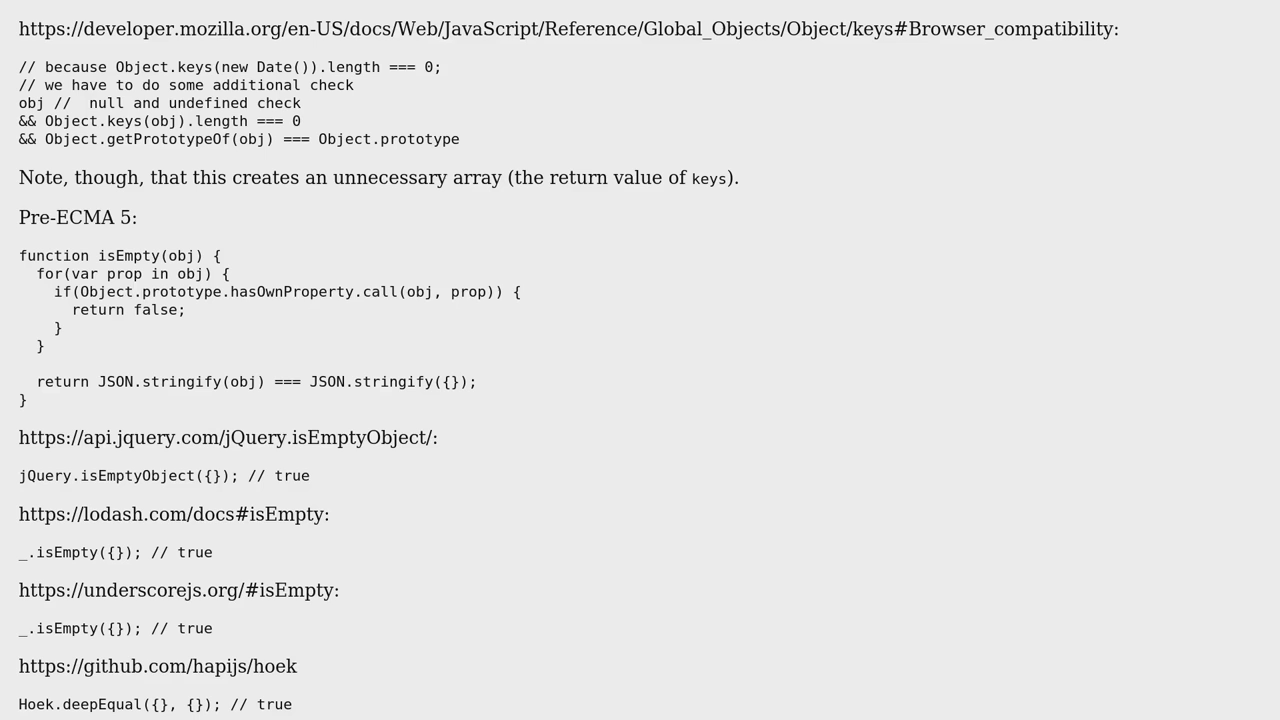 https://developer.mozilla.org/en-US/docs/Web/JavaScript/Reference/Global_Objects/Object/keys#Browser_compatibility:
// because Object.keys(new Date()).length === 0;
// we have to do some additional check
obj //  null and undefined check
&& Object.keys(obj).length === 0
&& Object.getPrototypeOf(obj) === Object.prototype
Note, though, that this creates an unnecessary array (the return value of keys).
Pre-ECMA 5:
function isEmpty(obj) {
  for(var prop in obj) {
    if(Object.prototype.hasOwnProperty.call(obj, prop)) {
      return false;
    }
  }
  return JSON.stringify(obj) === JSON.stringify({});
}
https://api.jquery.com/jQuery.isEmptyObject/:
jQuery.isEmptyObject({}); // true
https://lodash.com/docs#isEmpty:
_.isEmpty({}); // true
https://underscorejs.org/#isEmpty:
_.isEmpty({}); // true
https://github.com/hapijs/hoek
Hoek.deepEqual({}, {}); // true